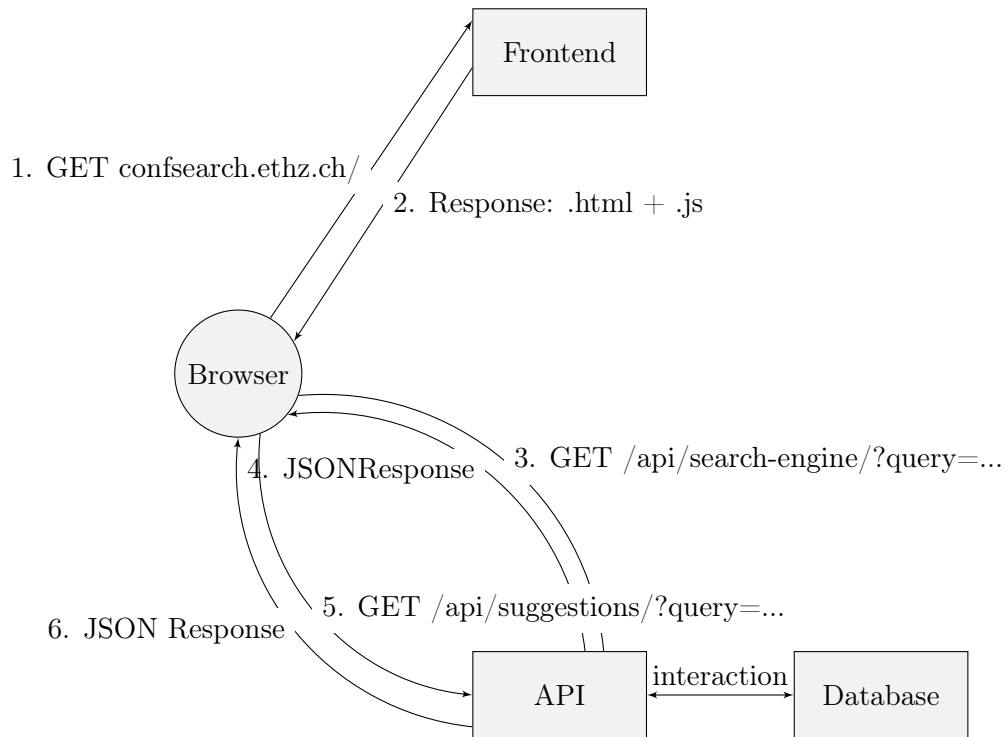 Frontend
1. GET confsearch.ethz.ch/
2. Response: .html + .js
Browser
3. GET /api/search-engine/?query=...
4. JSONResponse
5. GET /api/suggestions/?query=...
6. JSON Response
interaction
API
Database